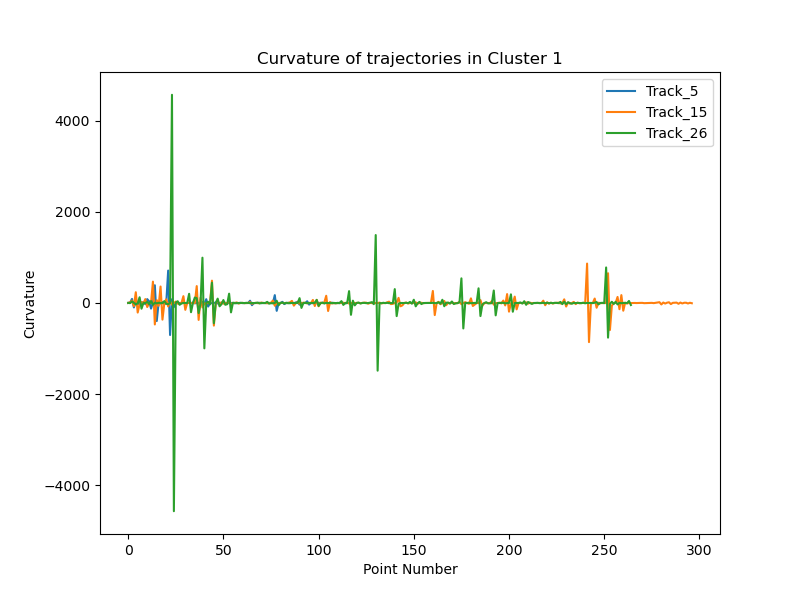 Curvature of trajectories in Cluster 1
Track_5
Track_15
Track_26
4000
2000
0
−2000
−4000
Curvature
0 50 100 150 200 250 300
Point Number